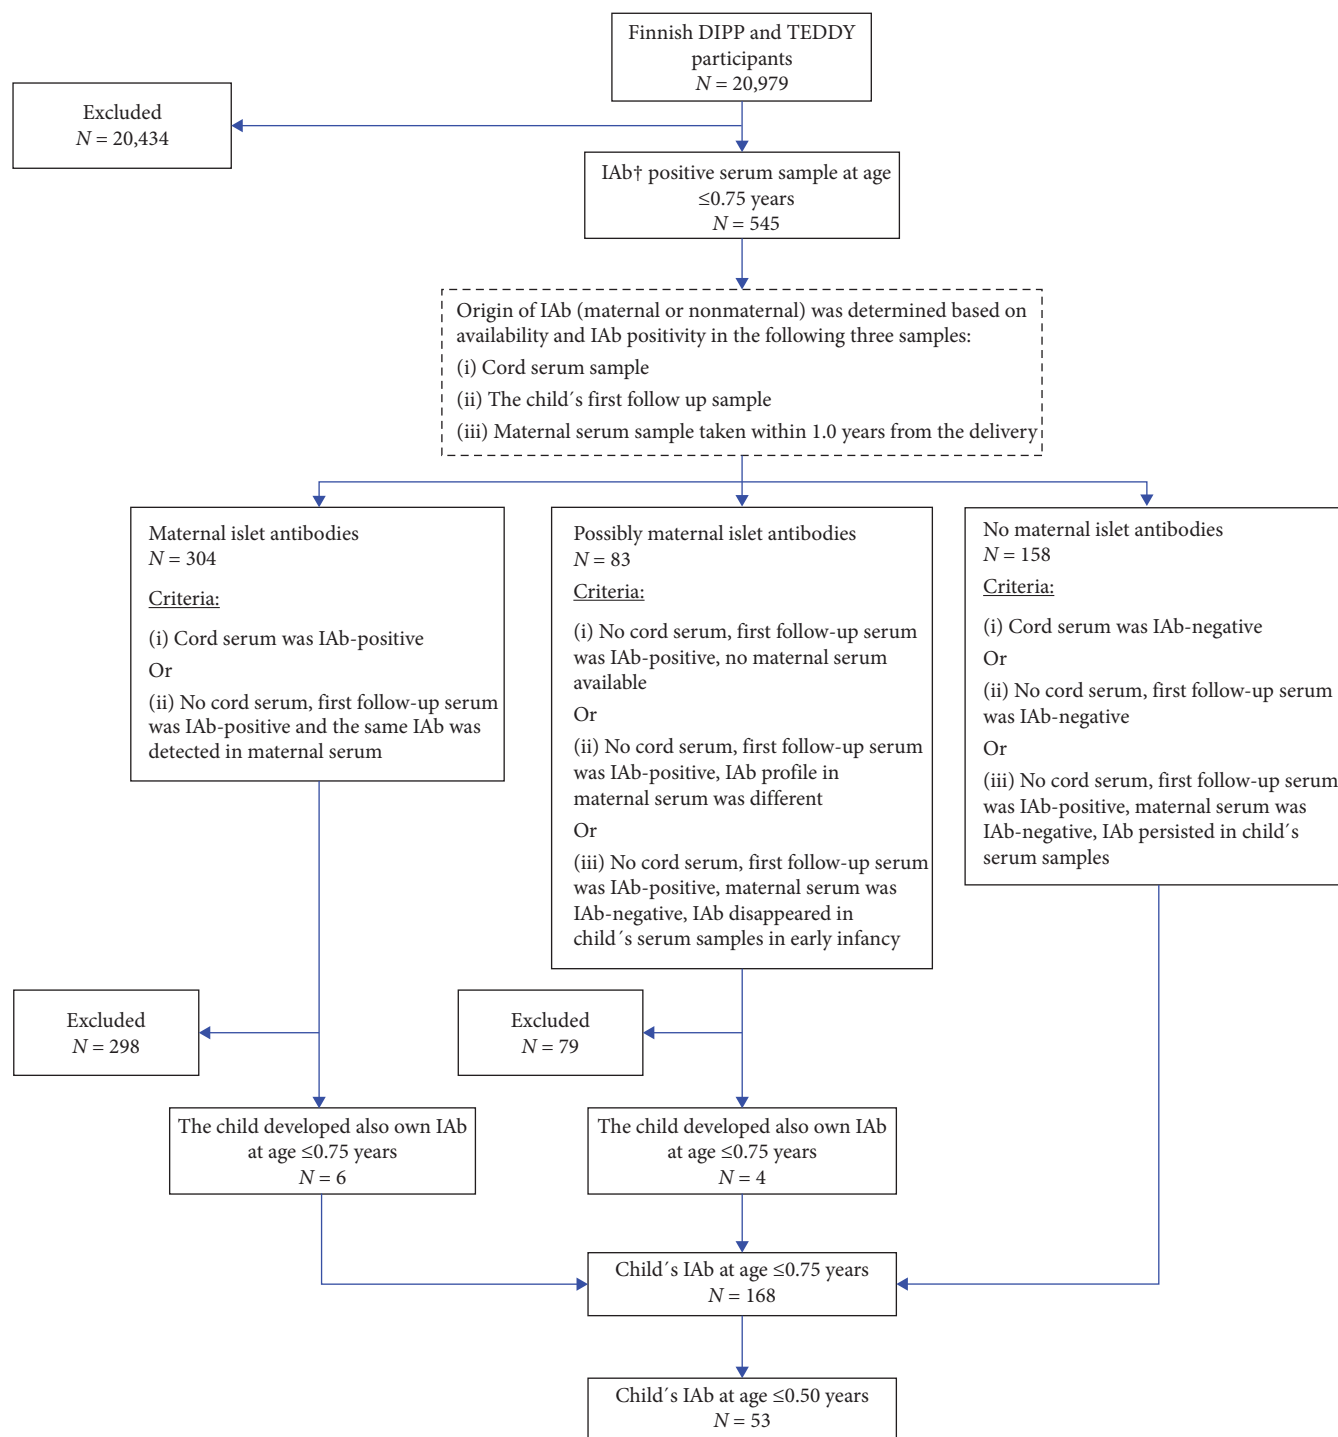 Finnish DIPP and TEDDY
participants
N = 20,979
Excluded
N = 20,434
IAb† positive serum sample at age
≤0.75 years
N = 545
Origin of IAb (maternal or nonmaternal) was determined based on
availability and IAb positivity in the following three samples:
(i) Cord serum sample
(ii) The child´s first follow up sample
(iii) Maternal serum sample taken within 1.0 years from the delivery
Maternal islet antibodies
N = 304
Criteria:
(i) Cord serum was IAb-positive
Or
(ii) No cord serum, first follow-up serum
was IAb-positive and the same IAb was
detected in maternal serum
Possibly maternal islet antibodies
N = 83
Criteria:
(i) No cord serum, first follow-up serum
was IAb-positive, no maternal serum
available
Or
(ii) No cord serum, first follow-up serum
was IAb-positive, IAb profile in
maternal serum was different
Or
(iii) No cord serum, first follow-up serum
was IAb-positive, maternal serum was
IAb-negative, IAb disappeared in
child´s serum samples in early infancy
No maternal islet antibodies
N = 158
Criteria:
(i) Cord serum was IAb-negative
Or
(ii) No cord serum, first follow-up serum
was IAb-negative
Or
(iii) No cord serum, first follow-up serum
was IAb-positive, maternal serum was
IAb-negative, IAb persisted in child´s
serum samples
Excluded
N = 298
Excluded
N = 79
The child developed also own IAb
at age ≤0.75 years
N = 6
The child developed also own IAb
at age ≤0.75 years
N = 4
Child´s IAb at age ≤0.75 years
N = 168
Child´s IAb at age ≤0.50 years
N = 53